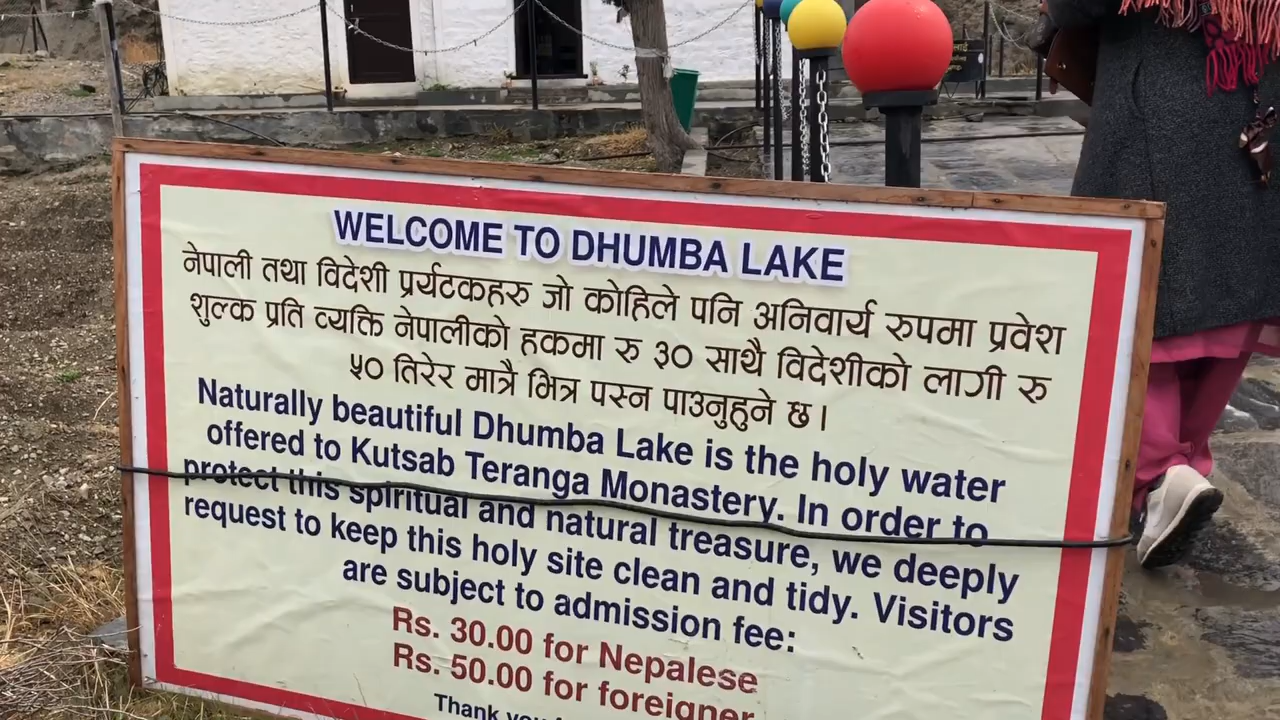 WELCOME TO DHUMBA LAKE
नेपाली तथा विदेशी प्रर्यटकहरु जो कोहिले पनि अनिवार्य रुपमा प्रवेश
शुल्क प्रति व्यक्ति नेपालीको हकमा रु ३० साथै विदेशीको लागी रु
५० तिरेर मात्रै भित्र पस्न पाउनुहुने छ।
Naturally beautiful Dhumba Lake is the holy water
offered to Kutsab Teranga Monastery. In order to
protect this spiritual and natural treasure, we deeply
request to keep this holy site clean and tidy. Visitors
are subject to admission fee:
Rs. 30.00 for Nepalese
Rs. 50.00 for foreigner
Thank you